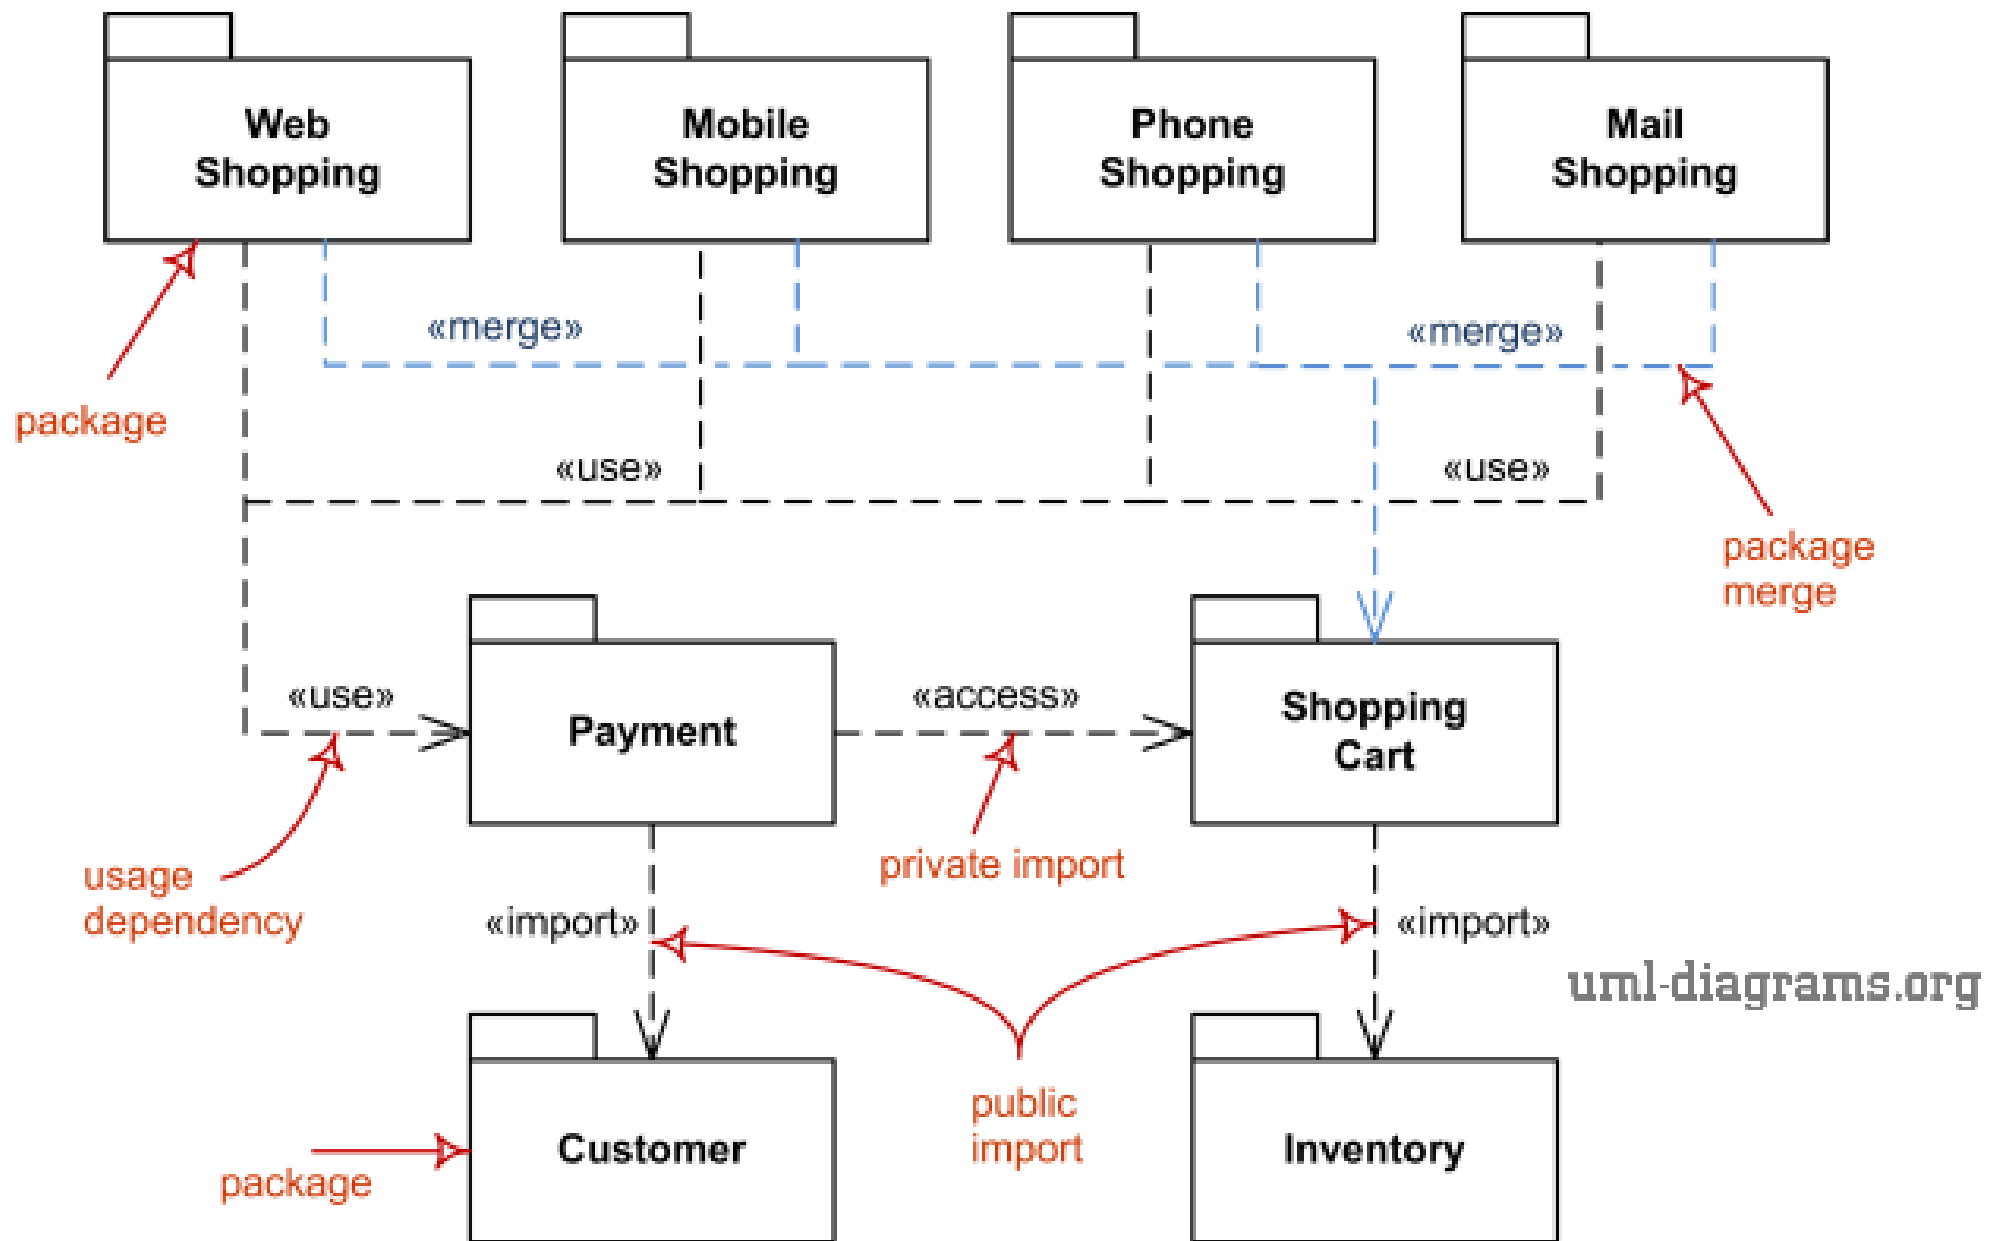 Web
Shopping
Mobile
Shopping
Phone
Shopping
Mail
Shopping
«merge»
«merge»
package
«use»
«use»
package
merge
«use»
Payment
«access»
Shopping
Cart
usage
dependency
private import
«import»
«import»
uml-diagrams.org
public
import
Customer
Inventory
package